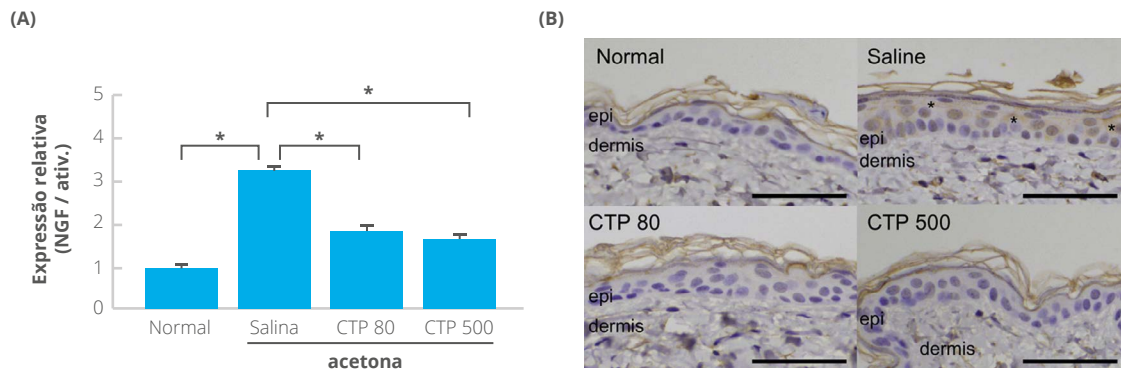 (A)
Expressão relativa
(NGF / ativ.)
5
4
3
2
1
0
*
*
*
Normal
Salina
CTP 80
CTP 500
acetona
(B)
Normal
epi
dermis
Saline
*
*
*
epi
dermis
CTP 80
epi
dermis
CTP 500
epi
dermis